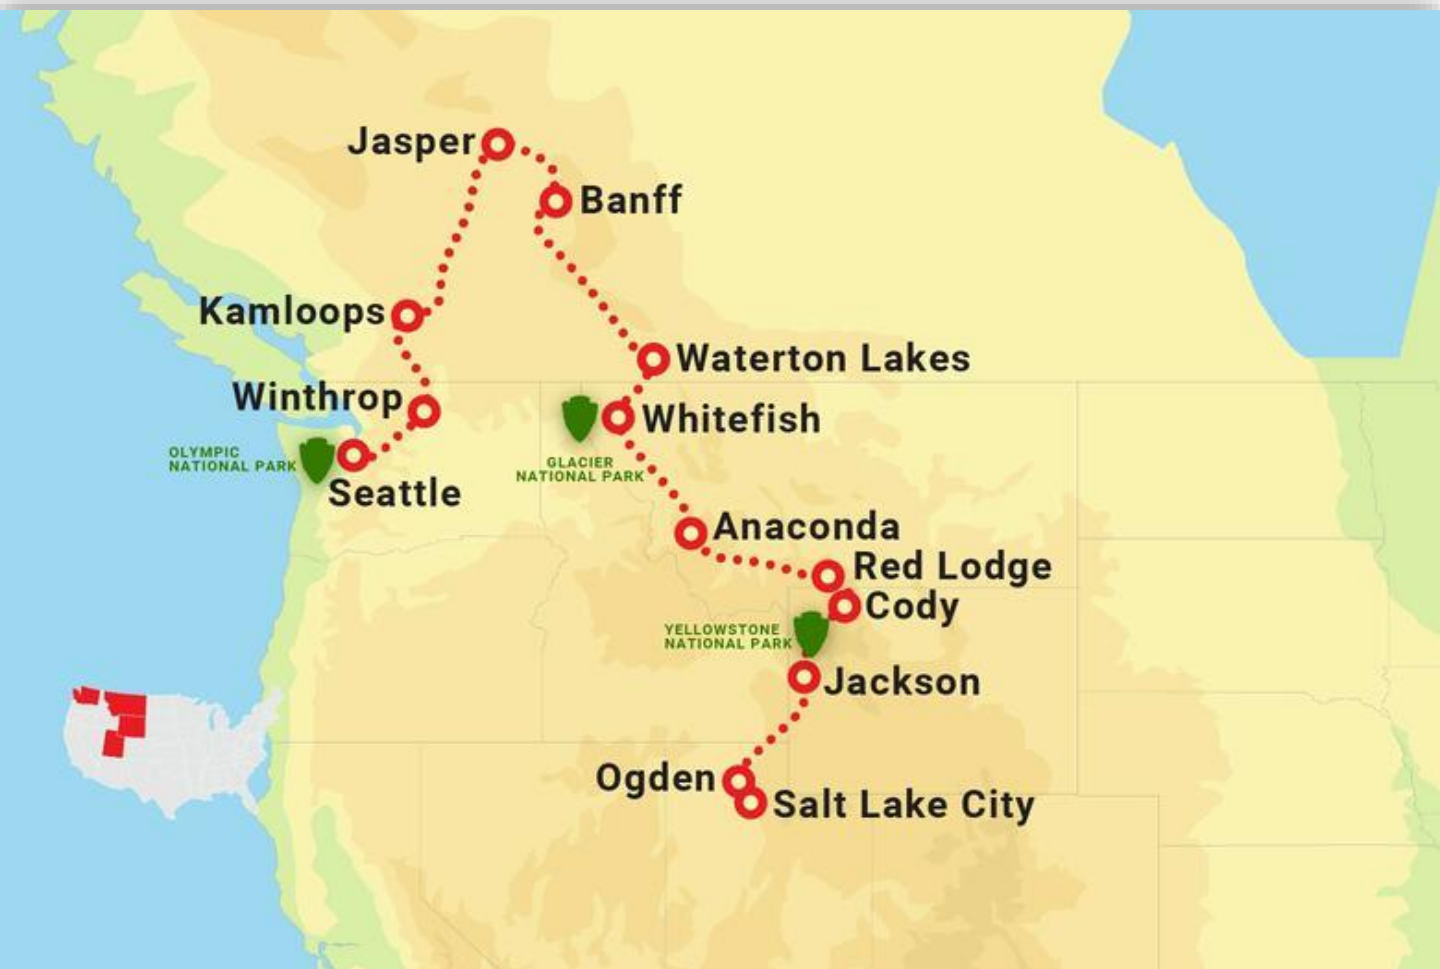 Jasper
Banff
Kamloops
Waterton Lakes
Winthrop
Whitefish
OLYMPIC
NATIONAL PARK
GLACIER
NATIONAL PARK
Seattle
Anaconda
Red Lodge
Cody
YELLOWSTONE
NATIONAL PARK
Jackson
Ogden
Salt Lake City